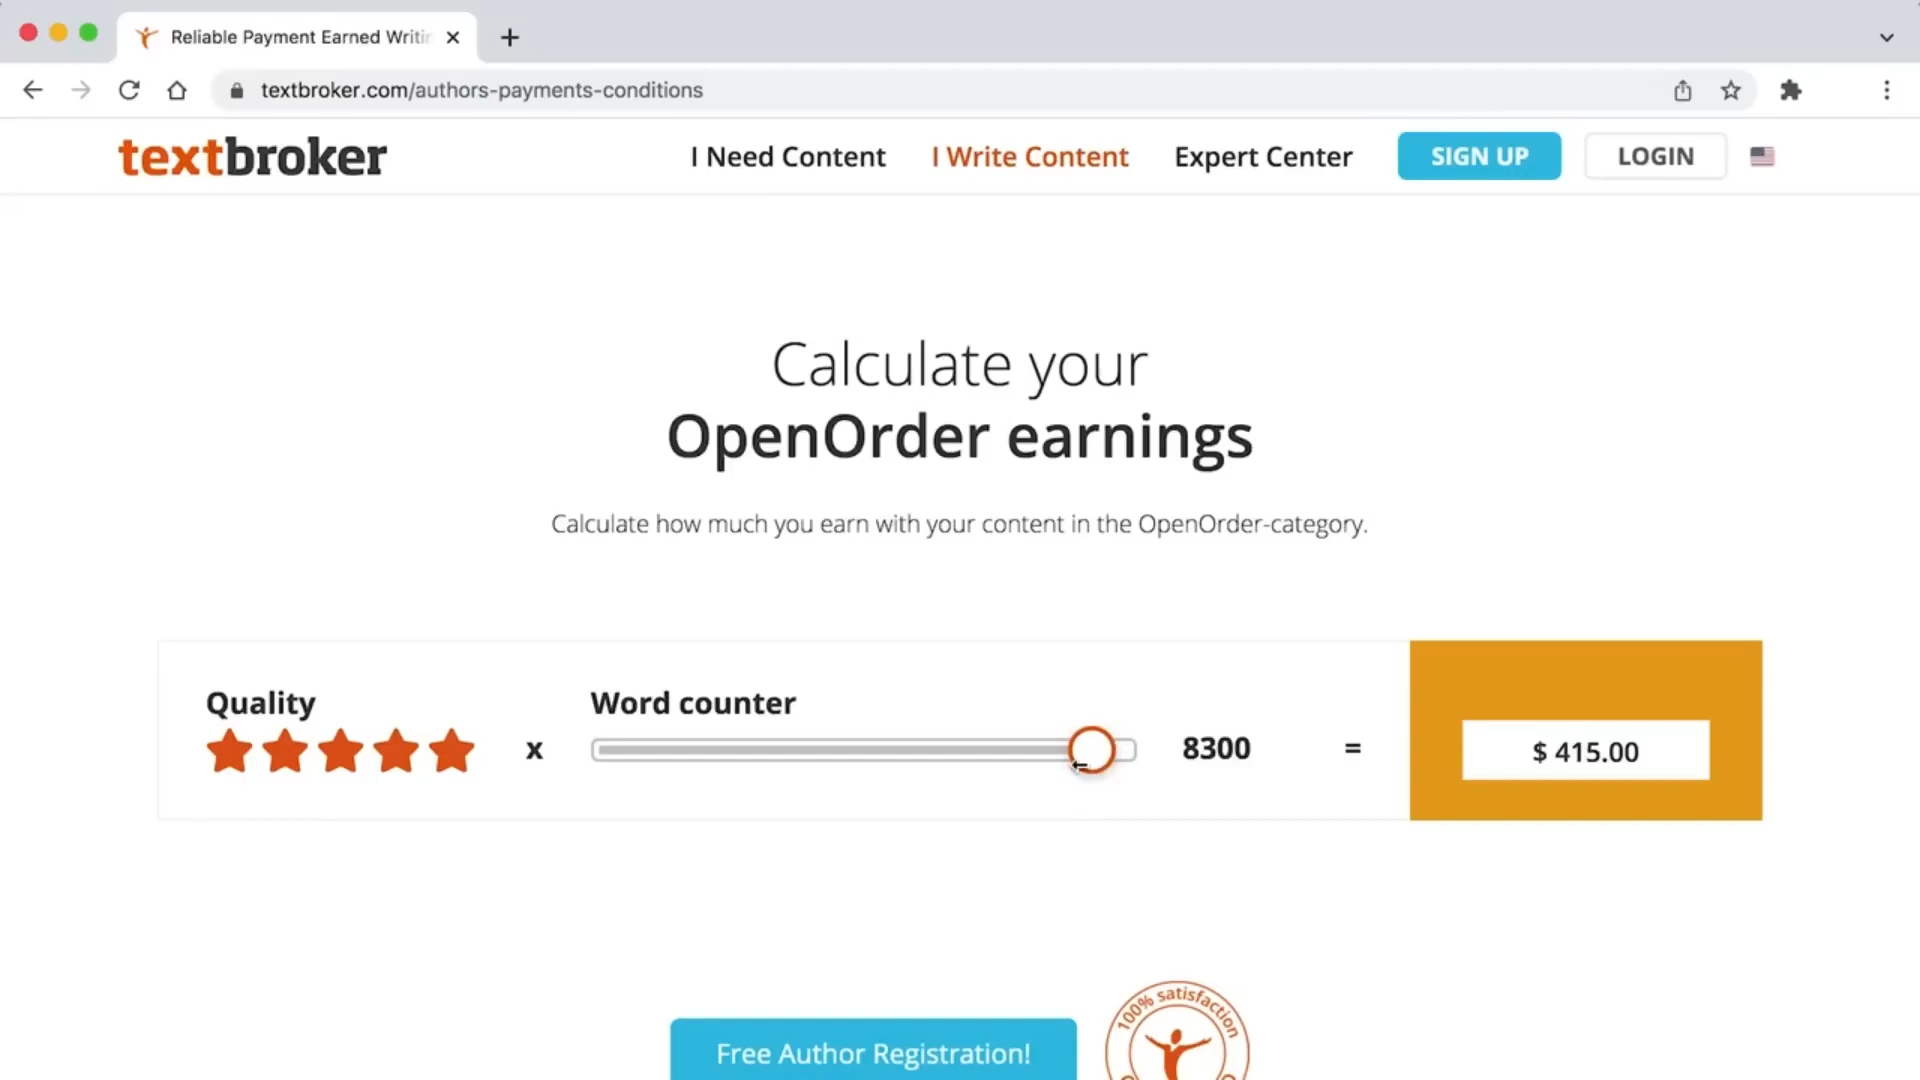 Reliable Payment Earned Writi
textbroker.com/authors-payments-conditions
textbroker
I Need Content
I Write Content
Expert Center
SIGN UP
LOGIN
Calculate your
OpenOrder earnings
Calculate how much you earn with your content in the OpenOrder-category.
Quality
Word counter
x
8300
=
$ 415.00
100% satisfaction
Free Author Registration!